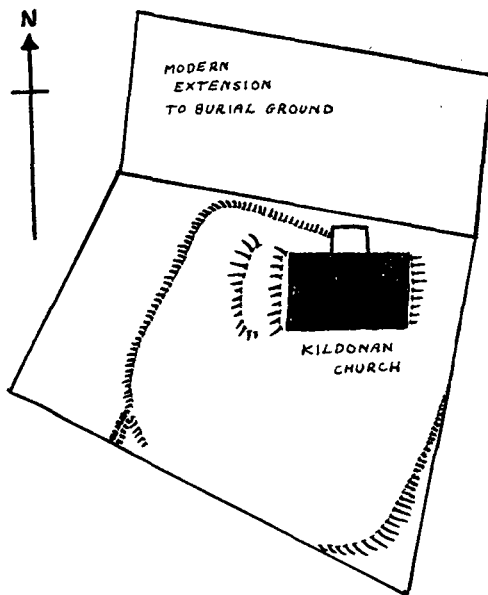 N
MODERN
EXTENSION
TO BURIAL GROUND
KILDONAN
CHURCH